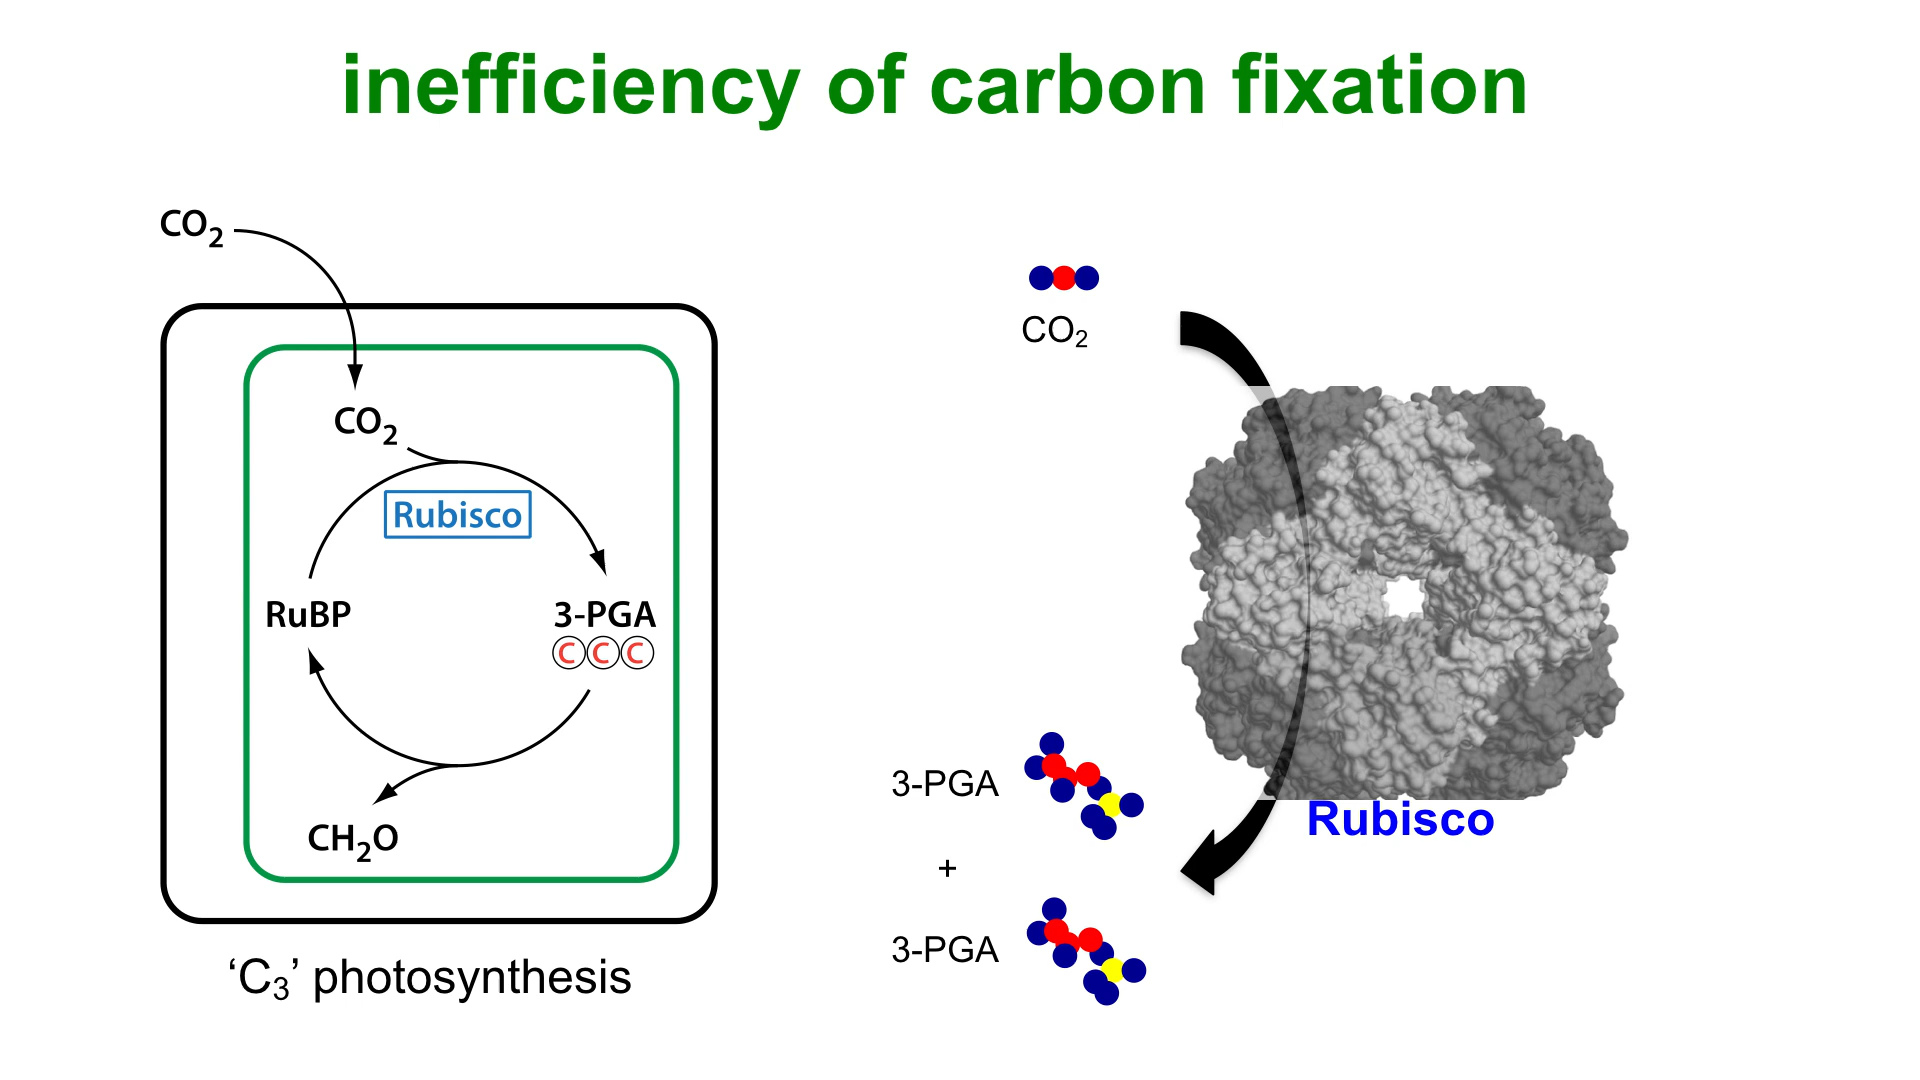 inefficiency of carbon fixation
CO₂
CO₂
Rubisco
RuBP
3-PGA
C C C
CH₂O
‘C₃’ photosynthesis
CO₂
3-PGA
+
3-PGA
Rubisco